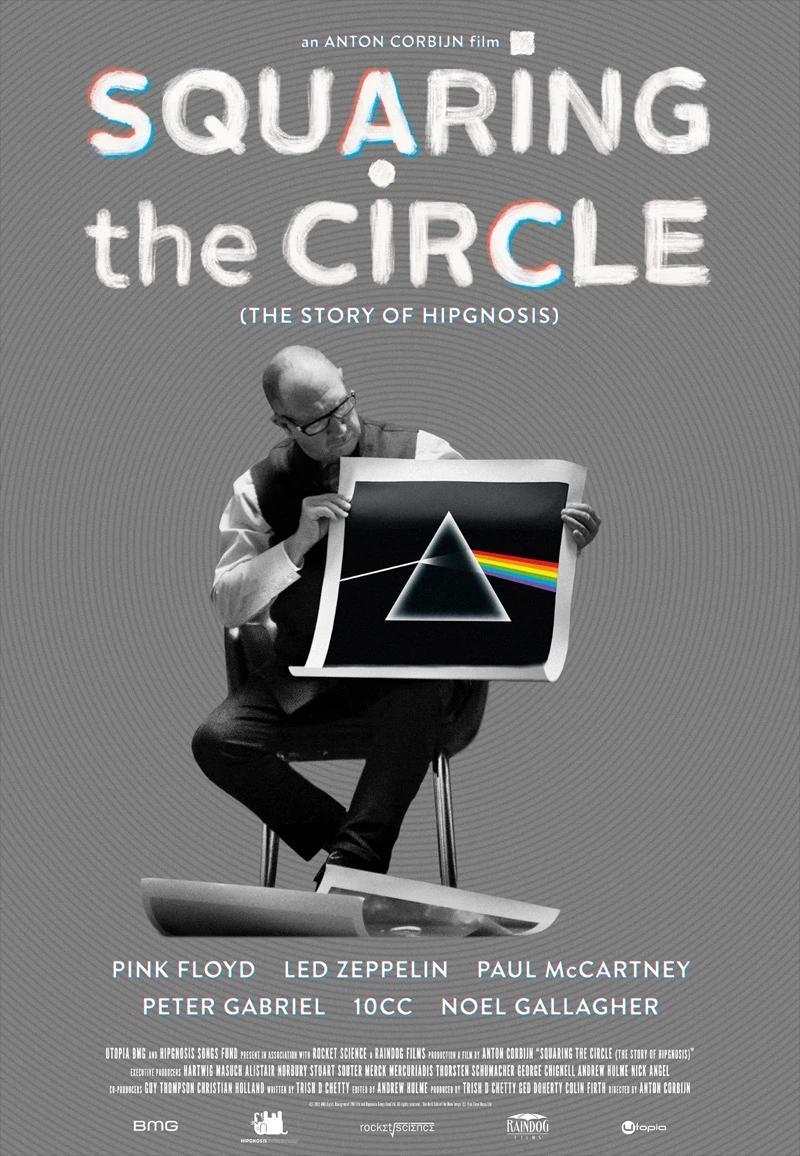 an ANTON CORBIJN film
SQUARING
the CIRCLE
(THE STORY OF HIPGNOSIS)
PINK FLOYD LED ZEPPELIN PAUL McCARTNEY
PETER GABRIEL 10CC NOEL GALLAGHER
UTOPIA BMG AND HIPGNOSIS SONGS FUND PRESENT IN ASSOCIATION WITH ROCKET SCIENCE & RAINDOG FILMS PRODUCTION A FILM BY ANTON CORBIJN "SQUARING THE CIRCLE (THE STORY OF HIPGNOSIS)"
EXECUTIVE PRODUCERS HARTWIG MASUCH ALISTAIR NORBURY STUART SOUTER MERCK MERCURIADIS THORSTEN SCHUMACHER GEORGE CHIGNELL ANDREW HOLME NICK ANGEL
CO-PRODUCERS GUY THOMPSON CHRISTIAN HOLLAND WRITTEN BY TRISH D CHETTY EDITED BY ANDREW HULME PRODUCED BY TRISH D CHETTY GED DOHERTY COLIN FIRTH DIRECTED BY ANTON CORBIJN
BMG HIPGNOSIS rocket science RAINDOG FILMS utopia